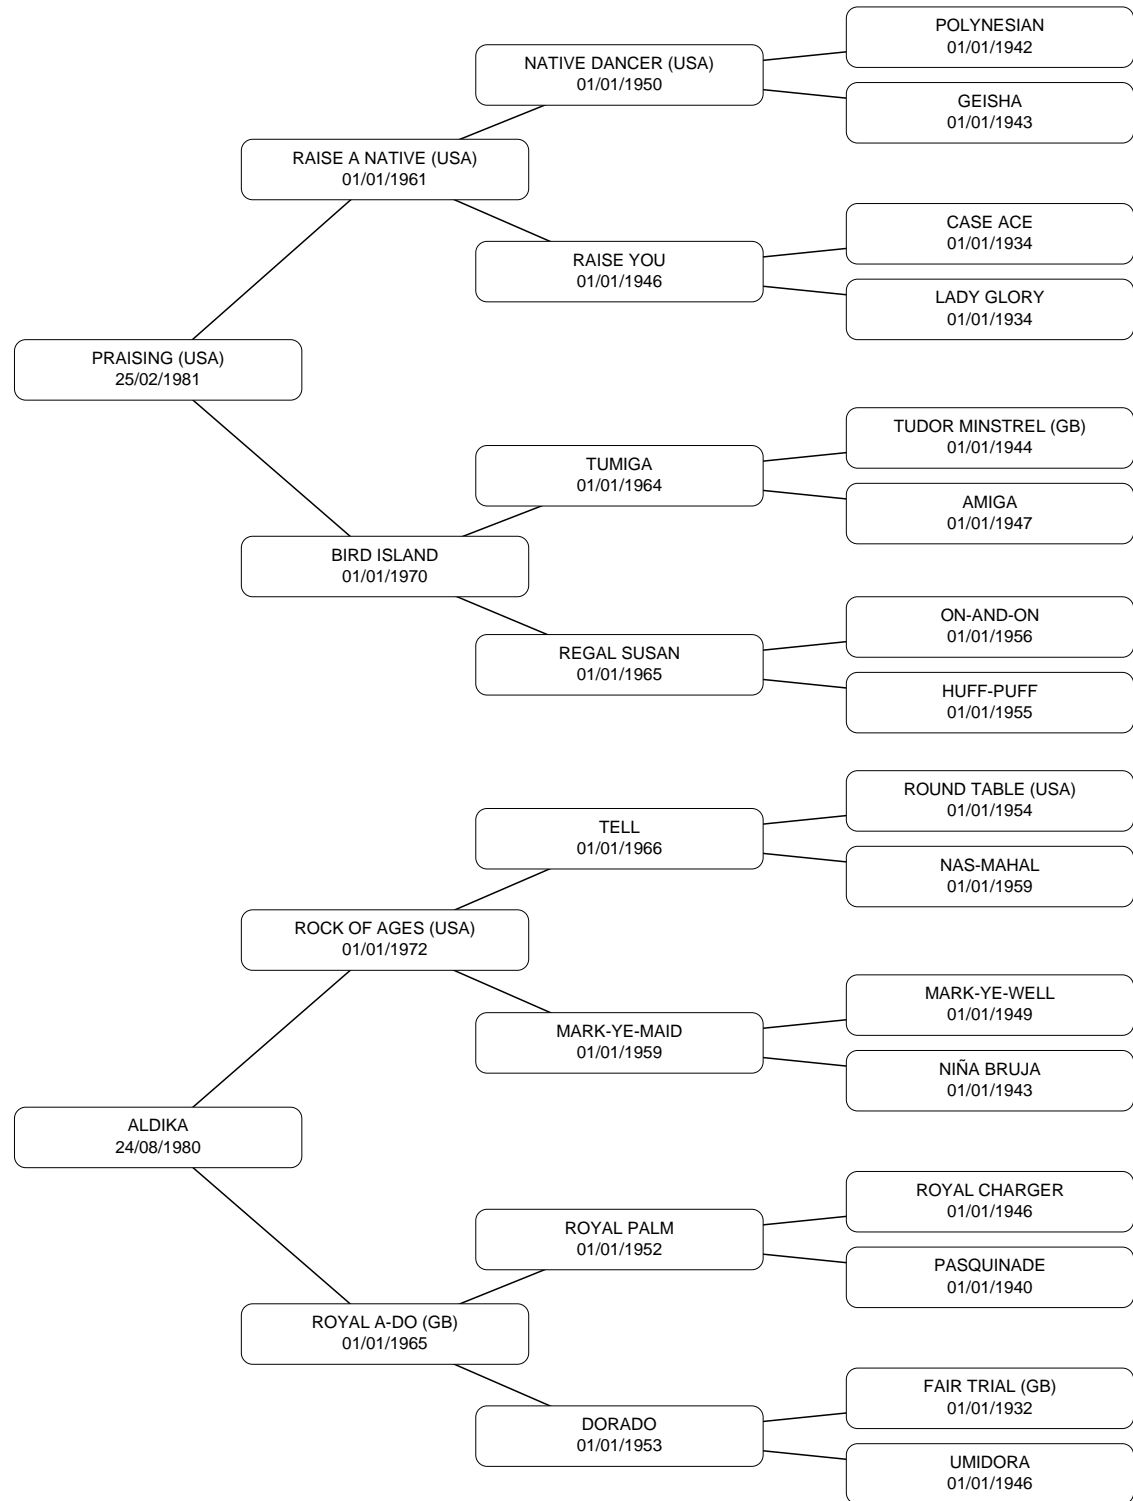 POLYNESIAN
01/01/1942
NATIVE DANCER (USA)
01/01/1950
GEISHA
01/01/1943
RAISE A NATIVE (USA)
01/01/1961
CASE ACE
01/01/1934
RAISE YOU
01/01/1946
LADY GLORY
01/01/1934
PRAISING (USA)
25/02/1981
TUDOR MINSTREL (GB)
01/01/1944
TUMIGA
01/01/1964
AMIGA
01/01/1947
BIRD ISLAND
01/01/1970
ON-AND-ON
01/01/1956
REGAL SUSAN
01/01/1965
HUFF-PUFF
01/01/1955
ROUND TABLE (USA)
01/01/1954
TELL
01/01/1966
NAS-MAHAL
01/01/1959
ROCK OF AGES (USA)
01/01/1972
MARK-YE-WELL
01/01/1949
MARK-YE-MAID
01/01/1959
NIÑA BRUJA
01/01/1943
ALDIKA
24/08/1980
ROYAL CHARGER
01/01/1946
ROYAL PALM
01/01/1952
PASQUINADE
01/01/1940
ROYAL A-DO (GB)
01/01/1965
FAIR TRIAL (GB)
01/01/1932
DORADO
01/01/1953
UMIDORA
01/01/1946